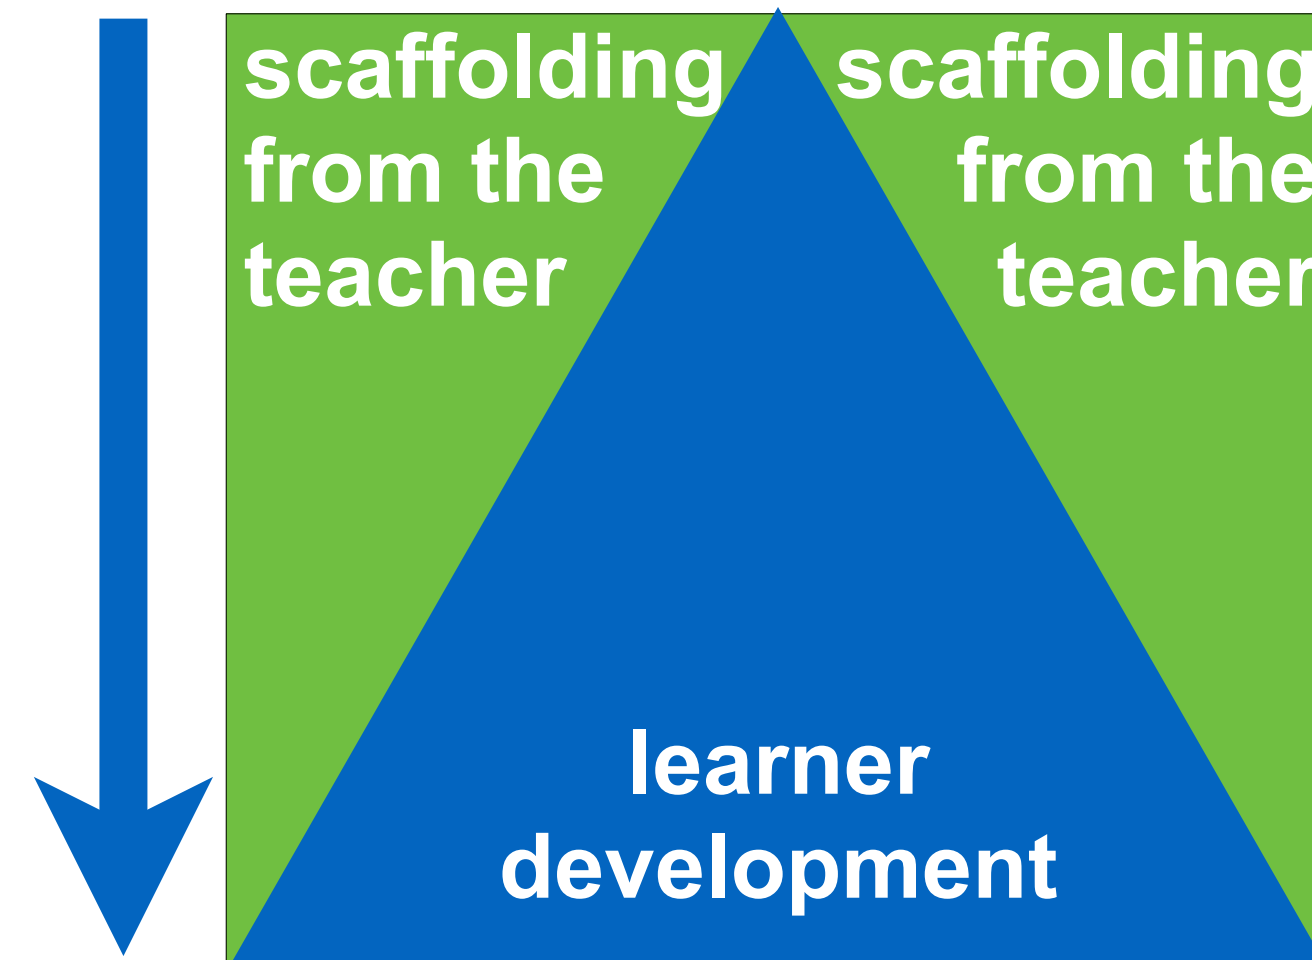 scaffolding
from the
teacher
scaffolding
from the
teacher
learner
development